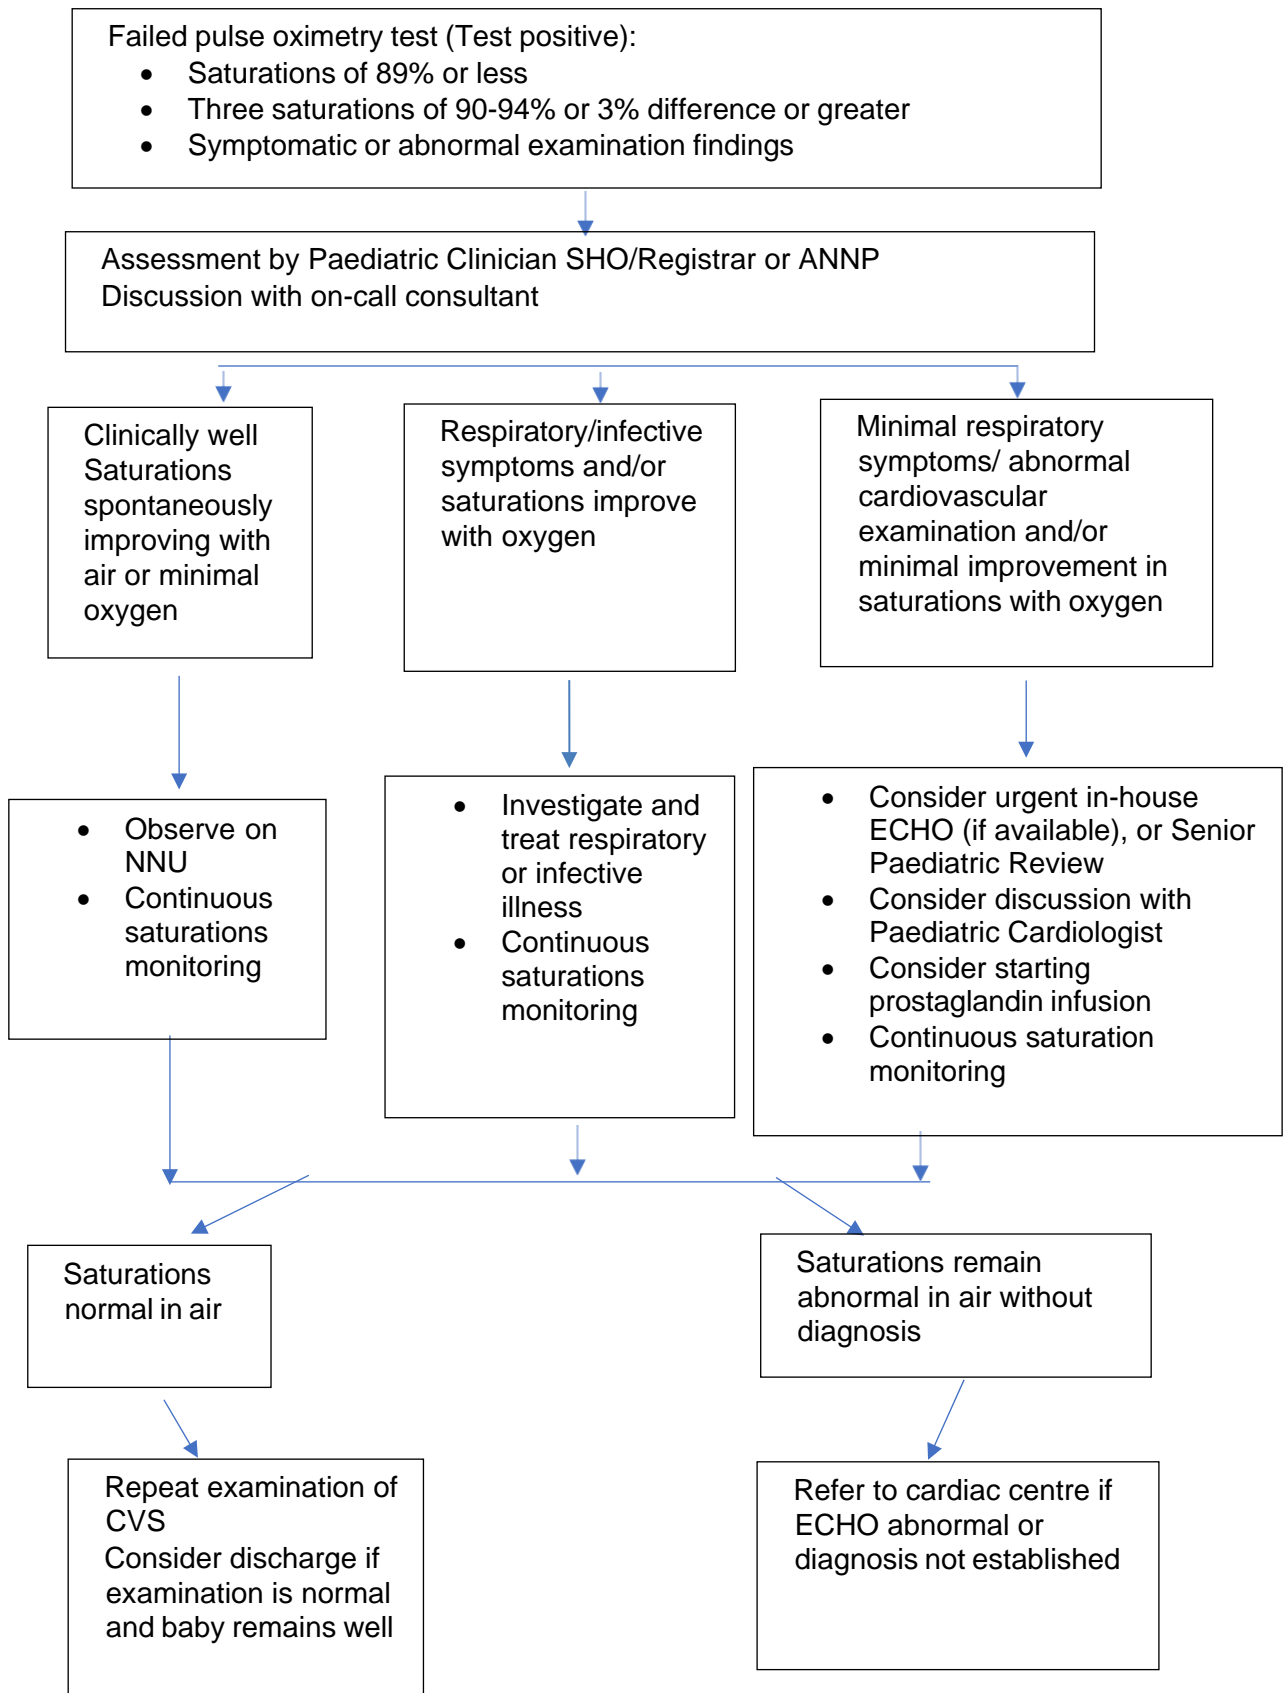 Failed pulse oximetry test (Test positive):
• Saturations of 89% or less
• Three saturations of 90-94% or 3% difference or greater
• Symptomatic or abnormal examination findings
Assessment by Paediatric Clinician SHO/Registrar or ANNP
Discussion with on-call consultant
Clinically well
Saturations
spontaneously
improving with
air or minimal
oxygen
Respiratory/infective
symptoms and/or
saturations improve
with oxygen
Minimal respiratory
symptoms/ abnormal
cardiovascular
examination and/or
minimal improvement in
saturations with oxygen
• Observe on
NNU
• Continuous
saturations
monitoring
• Investigate and
treat respiratory
or infective
illness
• Continuous
saturations
monitoring
• Consider urgent in-house
ECHO (if available), or Senior
Paediatric Review
• Consider discussion with
Paediatric Cardiologist
• Consider starting
prostaglandin infusion
• Continuous saturation
monitoring
Saturations
normal in air
Saturations remain
abnormal in air without
diagnosis
Repeat examination of
CVS
Consider discharge if
examination is normal
and baby remains well
Refer to cardiac centre if
ECHO abnormal or
diagnosis not established